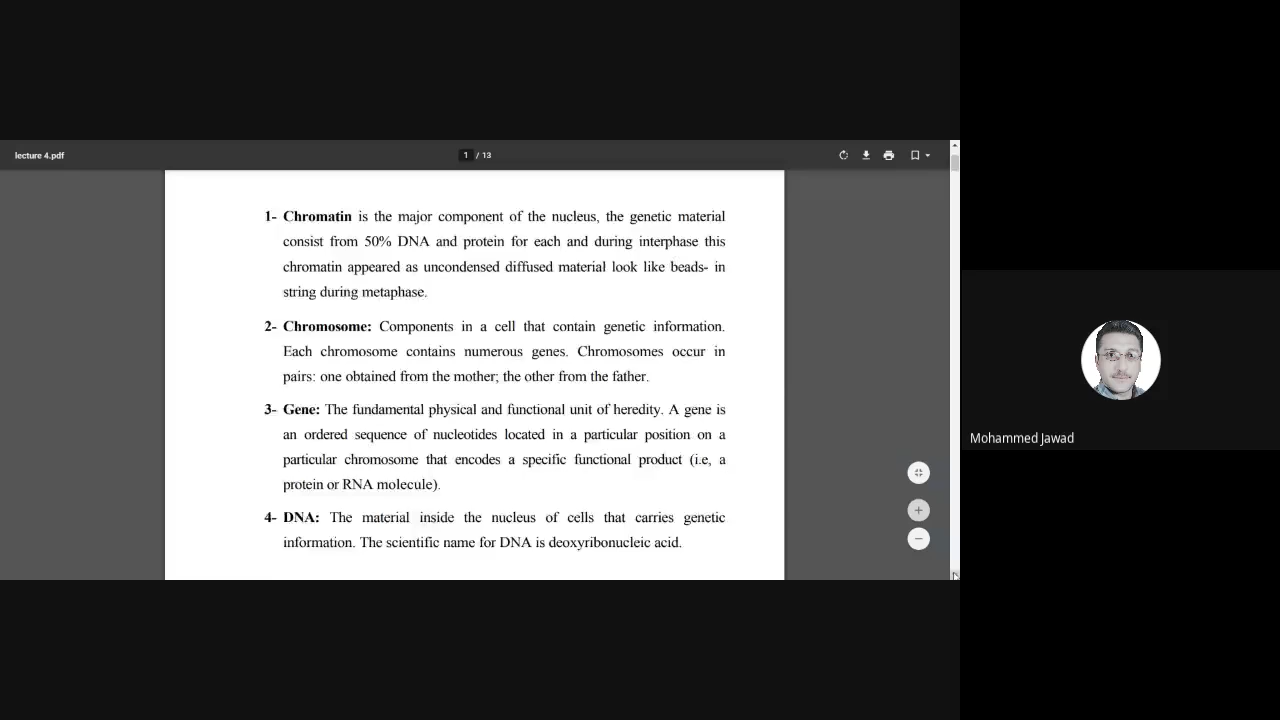 lecture 4.pdf
1 / 13
1- Chromatin is the major component of the nucleus, the genetic material
consist from 50% DNA and protein for each and during interphase this
chromatin appeared as uncondensed diffused material look like beads- in
string during metaphase.
2- Chromosome: Components in a cell that contain genetic information.
Each chromosome contains numerous genes. Chromosomes occur in
pairs: one obtained from the mother; the other from the father.
3- Gene: The fundamental physical and functional unit of heredity. A gene is
an ordered sequence of nucleotides located in a particular position on a
particular chromosome that encodes a specific functional product (i.e, a
protein or RNA molecule).
4- DNA: The material inside the nucleus of cells that carries genetic
information. The scientific name for DNA is deoxyribonucleic acid.
Mohammed Jawad